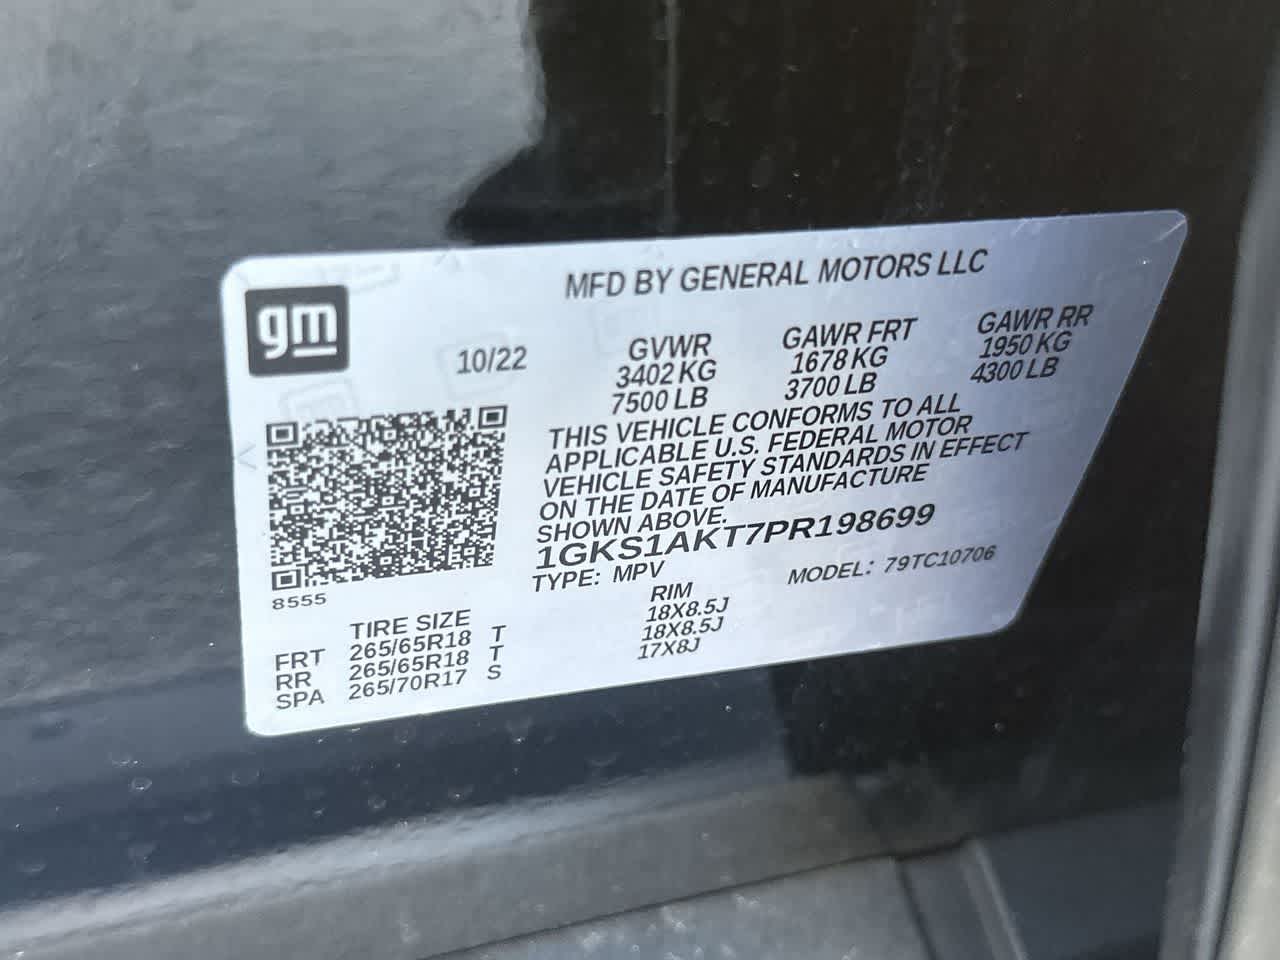 gm
MFD BY GENERAL MOTORS LLC
10/22
GVWR GAWR FRT GAWR RR
3402 KG 1678 KG 1950 KG
7500 LB 3700 LB 4300 LB
THIS VEHICLE CONFORMS TO ALL
APPLICABLE U.S. FEDERAL MOTOR
VEHICLE SAFETY STANDARDS IN EFFECT
ON THE DATE OF MANUFACTURE
SHOWN ABOVE.
1GKS1AKT7PR198699
TYPE: MPV MODEL: 79TC10706
8555
TIRE SIZE RIM
FRT 265/65R18 T 18X8.5J
RR 265/65R18 T 18X8.5J
SPA 265/70R17 S 17X8J